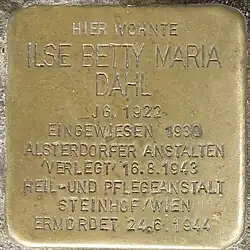 HIER WOHNTE
ILSE BETTY MARIA
DAHL
JG. 1922
EINGEWIESEN 1930
ALSTERDORFER ANSTALTEN
'VERLEGT' 16.8.1943
HEIL-UND PFLEGEANSTALT
STEINHOF/WIEN
ERMORDET 24.6.1944